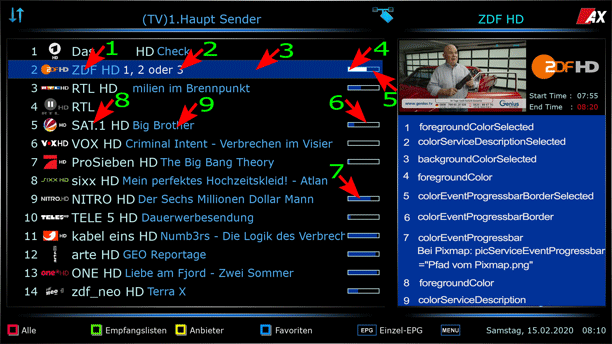 (TV)1.Haupt Sender
ZDF HD
AX
1 Das HD Check
2 ZDF HD 1, 2 oder 3
3 RTL HD milien im Brennpunkt
4 RTL
5 SAT.1 HD Big Brother
6 VOX HD Criminal Intent - Verbrechen im Visier
7 ProSieben HD The Big Bang Theory
8 sixx HD Mein perfektes Hochzeitskleid! - Atlan
9 NITRO HD Der Sechs Millionen Dollar Mann
10 TELE 5 HD Dauerwerbesendung
11 kabel eins HD Numb3rs - Die Logik des Verbrech
12 arte HD GEO Reportage
13 ONE HD Liebe am Fjord - Zwei Sommer
14 zdf_neo HD Terra X
1
2
3
4
5
6
7
8
9
www.genius.tv
Genius
ZDF HD
Start Time : 07:55
End Time : 08:20
1 foregroundColorSelected
2 colorServiceDescriptionSelected
3 backgroundColorSelected
4 foregroundColor
5 colorEventProgressbarBorderSelected
6 colorEventProgressbarBorder
7 colorEventProgressbar
Bei Pixmap: picServiceEventProgressbar
="Pfad vom Pixmap.png"
8 foregroundColor
9 colorServiceDescription
Alle
Empfangslisten
Anbieter
Favoriten
EPG Einzel-EPG
MENU
Samstag, 15.02.2020 08:10